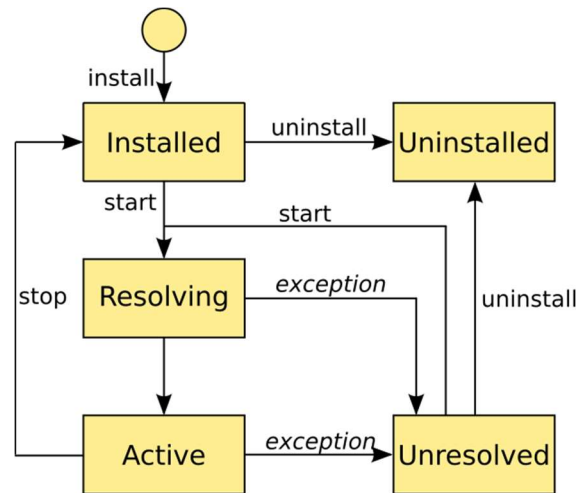 install
Installed
uninstall
Uninstalled
start
start
Resolving
exception
stop
uninstall
Active
exception
Unresolved